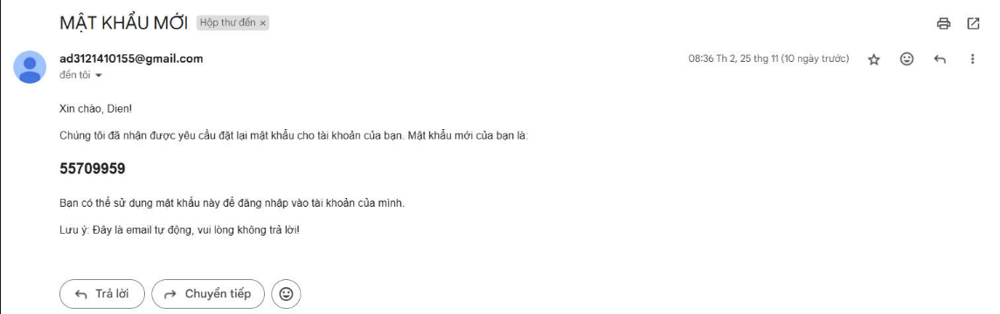 MẬT KHẨU MỚI Hộp thư đến ×
ad3121410155@gmail.com 08:36 Th 2, 25 thg 11 (10 ngày trước)
đến tôi
Xin chào, Dien!
Chúng tôi đã nhận được yêu cầu đặt lại mật khẩu cho tài khoản của bạn. Mật khẩu mới của bạn là:
55709959
Bạn có thể sử dụng mật khẩu này để đăng nhập vào tài khoản của mình.
Lưu ý: Đây là email tự động, vui lòng không trả lời!
Trả lời Chuyển tiếp